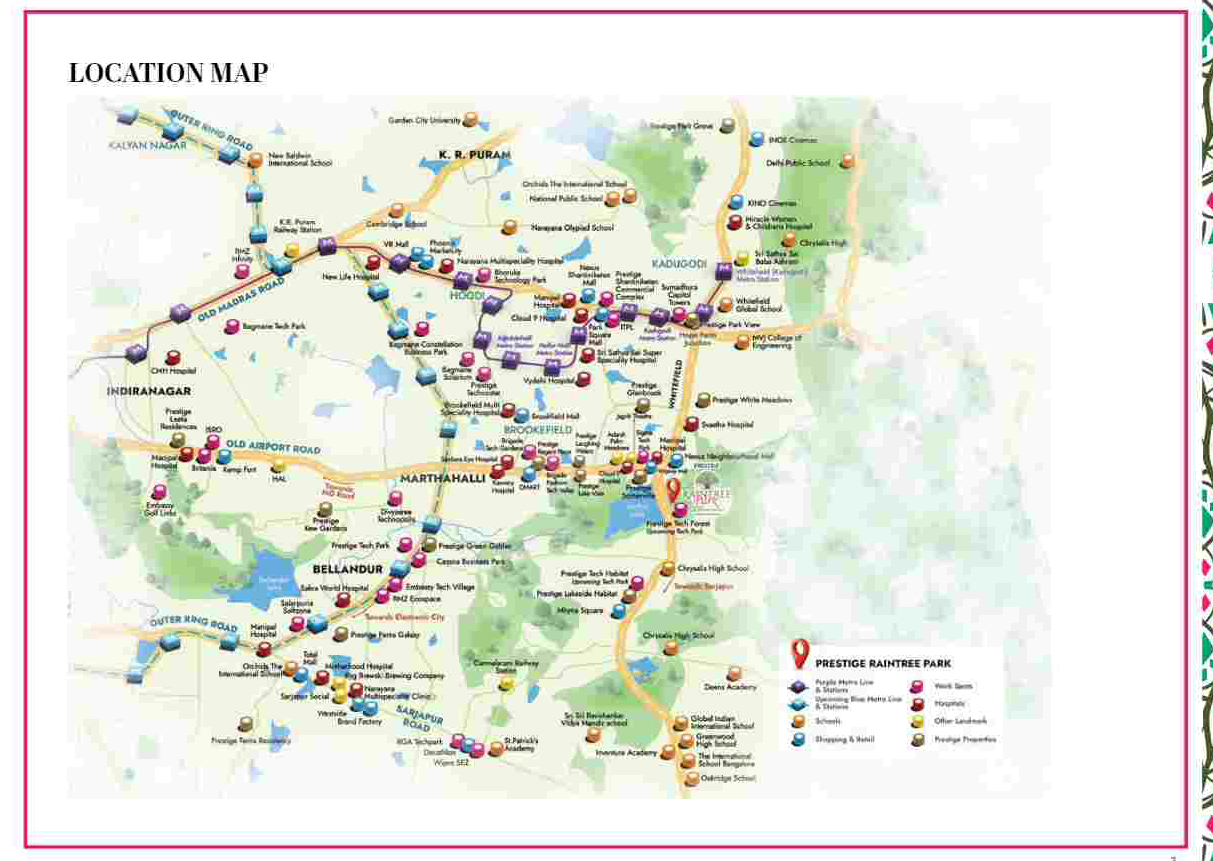 LOCATION MAP
OUTER RING ROAD
KALYAN NAGAR
New Baldwin
International School
Garden City University
K. R. PURAM
Prestige Park Grove
INOX Cinemas
Delhi Public School
Orchids The International School
National Public School
KINO Cinemas
Miracle Women
& Childrens Hospital
Cambridge School
K.R. Puram
Railway Station
Narayana Olypiad School
Chrylalis High
VR Mall
Phoenix
Marketcity
RMZ
Infinity
New Life Hospital
Narayana Multispeciality Hospital
Bhoruka
Technology Park
KADUGODI
Sri Sathya Sai
Baba Ashram
Whitefield (Kadugodi)
Metro Station
Nexus
Shantiniketan
Mall
Prestige
Shantiniketan
Commercial
Complex
Sumadhura
Capitol
Towers
HOODI
OLD MADRAS ROAD
Manipal
Hospital
Cloud 9 Hospital
Whitefield
Global School
Bagmane Tech Park
ITPL
Prestige Park View
Hope Farm
Junction
Park
Square
Mall
MVJ College of
Engineering
Bagmane Constellation
Business Park
Metro Station
Metro Station
Sri Sathya Sai Super
Speciality Hospital
CMH Hospital
Bagmane
Solarium
Prestige
Technostar
Vydehi Hospital
INDIRANAGAR
Prestige
Glenbrook
WHITEFIELD
Prestige White Meadows
Brookefield Multi
Speciality Hospital
Brookfield Mall
Swastha Hospital
Prestige
Leela
Residences
ISRO
BROOKEFIELD
OLD AIRPORT ROAD
Manipal
Hospital
Kemp Fort
HAL
Brigade
Tech Gardens
Prestige
Manipal
Hospital
Nexus Neighbourhood Mall
Sankara Eye Hospital
MARTHAHALLI
DMART
Towards
MG Road
Embassy
Golf Links
Prestige
Kew Gardens
Divyasree
Technopolis
PRESTIGE
RAINTREE
PARK
Prestige Tech Forest
Upcoming Tech Park
Prestige Tech Park
Prestige Green Gables
Cessna Business Park
BELLANDUR
Chrysalis High School
Towards Sarjapur
Sakra World Hospital
Embassy Tech Village
RMZ Ecospace
Prestige Tech Habitat
Upcoming Tech Park
Prestige Lakeside Habitat
Salarpuria
Softzone
Towards Electronic City
OUTER RING ROAD
Manipal
Hospital
Prestige Ferns Galaxy
Chrysalis High School
Orchids The
International School
Total
Mall
Motherhood Hospital
Big Brewski Brewing Company
Sarjapur Social
Narayana
Multispeciality Clinic
Westside
Brand Factory
SARJAPUR
ROAD
Carmelaram Railway
Station
Deens Academy
Prestige Ferns Residency
RGA Techpark
Decathlon
Wipro SEZ
St.Patrick's
Academy
Sri Sri Ravishankar
Vidya Mandir school
Inventure Academy
Global Indian
International School
Greenwood
High School
The International
School Bangalore
Oakridge School
PRESTIGE RAINTREE PARK
Purple Metro Line
& Stations
Upcoming Blue Metro Line
& Stations
Schools
Shopping & Retail
Work Spots
Hospitals
Other Landmark
Prestige Properties